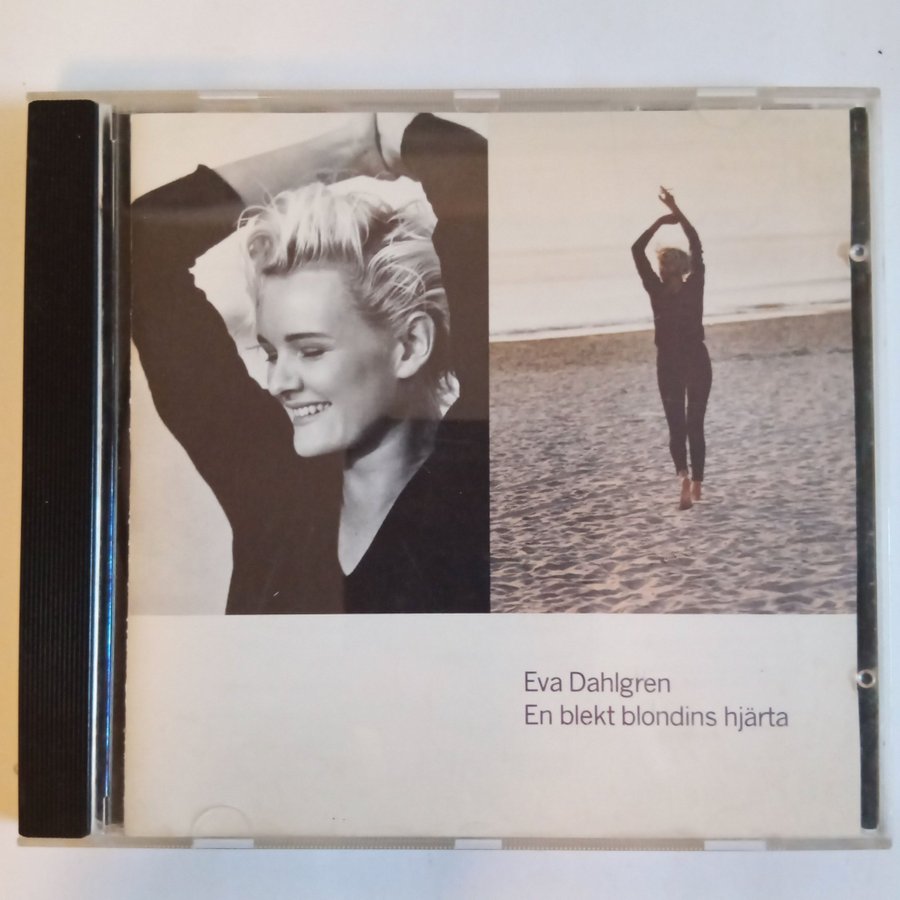 Eva Dahlgren
En blekt blondins hjärta